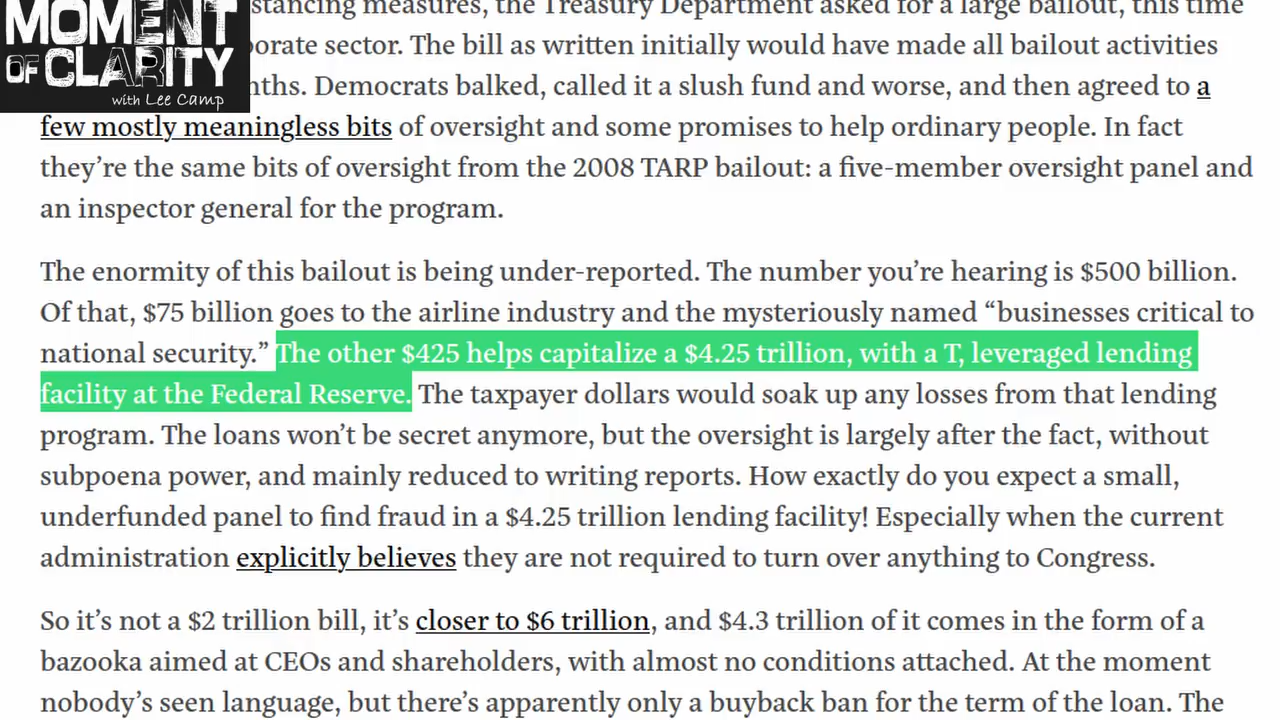 MOMENT
OF CLARITY
with Lee Camp
stancing measures, the Treasury Department asked for a large bailout, this time
porate sector. The bill as written initially would have made all bailout activities
nths. Democrats balked, called it a slush fund and worse, and then agreed to a
few mostly meaningless bits of oversight and some promises to help ordinary people. In fact
they’re the same bits of oversight from the 2008 TARP bailout: a five-member oversight panel and
an inspector general for the program.
The enormity of this bailout is being under-reported. The number you’re hearing is $500 billion.
Of that, $75 billion goes to the airline industry and the mysteriously named “businesses critical to
national security.” The other $425 helps capitalize a $4.25 trillion, with a T, leveraged lending
facility at the Federal Reserve. The taxpayer dollars would soak up any losses from that lending
program. The loans won’t be secret anymore, but the oversight is largely after the fact, without
subpoena power, and mainly reduced to writing reports. How exactly do you expect a small,
underfunded panel to find fraud in a $4.25 trillion lending facility! Especially when the current
administration explicitly believes they are not required to turn over anything to Congress.
So it’s not a $2 trillion bill, it’s closer to $6 trillion, and $4.3 trillion of it comes in the form of a
bazooka aimed at CEOs and shareholders, with almost no conditions attached. At the moment
nobody’s seen language, but there’s apparently only a buyback ban for the term of the loan. The